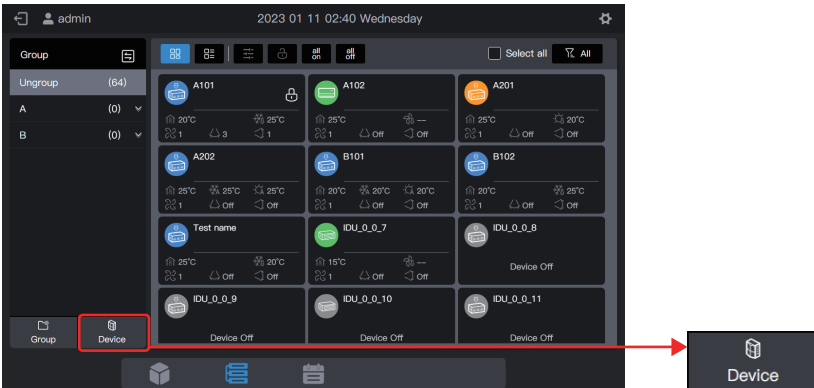 admin 2023 01 11 02:40 Wednesday
Group all on all off Select all All
Ungroup (64)
A (0)
B (0)
A101 A102 A201
20°C 25°C 25°C -- 25°C 20°C
1 3 1 1 Off Off 1 Off Off
A202 B101 B102
25°C 25°C 25°C 20°C 20°C 20°C 20°C 25°C
1 Off Off 1 Off Off 1 Off Off
Test name IDU_0_0_7 IDU_0_0_8
25°C 20°C 15°C --
1 Off Off 1 Off Off
Device Off
IDU_0_0_9 IDU_0_0_10 IDU_0_0_11
Device Off Device Off Device Off
Group Device
Device